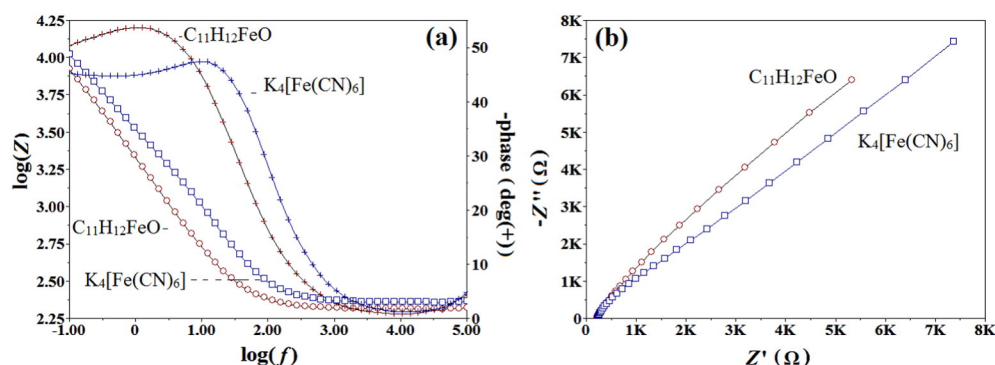 (a)
C₁₁H₁₂FeO
K₄[Fe(CN)₆]
C₁₁H₁₂FeO
K₄[Fe(CN)₆]
4.25
4.00
3.75
3.50
3.25
3.00
2.75
2.50
2.25
log(Z)
50
40
30
20
10
0
-phase (deg(+))
-1.00 0 1.00 2.00 3.00 4.00 5.00
log(f)
(b)
C₁₁H₁₂FeO
K₄[Fe(CN)₆]
8K
7K
6K
5K
4K
3K
2K
1K
0
-Z'' (Ω)
0 1K 2K 3K 4K 5K 6K 7K 8K
Z' (Ω)